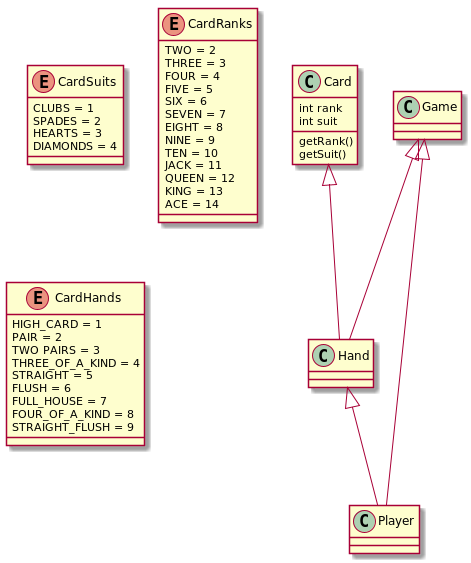 E CardSuits
CLUBS = 1
SPADES = 2
HEARTS = 3
DIAMONDS = 4
E CardRanks
TWO = 2
THREE = 3
FOUR = 4
FIVE = 5
SIX = 6
SEVEN = 7
EIGHT = 8
NINE = 9
TEN = 10
JACK = 11
QUEEN = 12
KING = 13
ACE = 14
C Card
int rank
int suit
getRank()
getSuit()
C Game
E CardHands
HIGH_CARD = 1
PAIR = 2
TWO PAIRS = 3
THREE_OF_A_KIND = 4
STRAIGHT = 5
FLUSH = 6
FULL_HOUSE = 7
FOUR_OF_A_KIND = 8
STRAIGHT_FLUSH = 9
C Hand
C Player